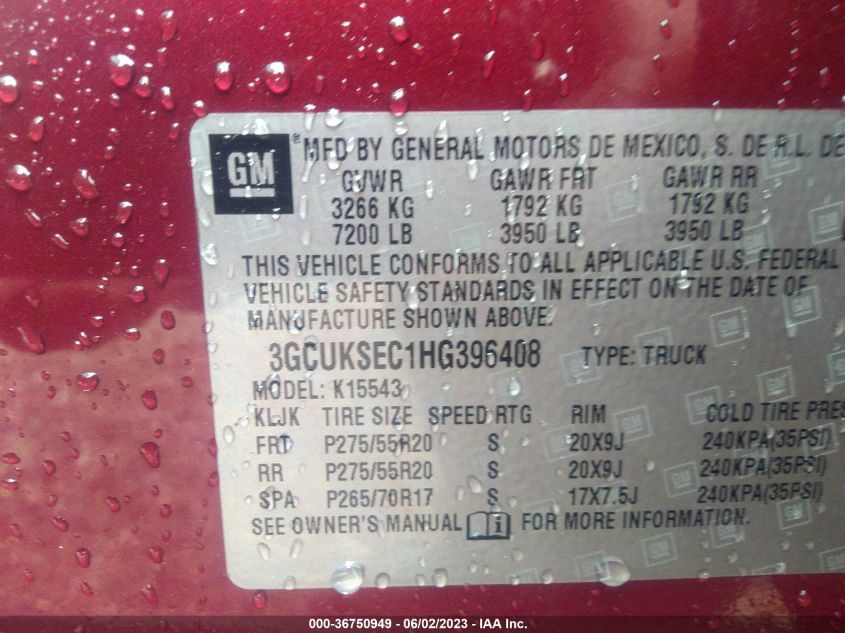 GM ® MFD BY GENERAL MOTORS DE MEXICO, S. DE R.L. DE
GVWR GAWR FRT GAWR RR
3266 KG 1792 KG 1792 KG
7200 LB 3950 LB 3950 LB
THIS VEHICLE CONFORMS TO ALL APPLICABLE U.S. FEDERAL
VEHICLE SAFETY STANDARDS IN EFFECT ON THE DATE OF
MANUFACTURE SHOWN ABOVE.
3GCUKSEC1HG396408 TYPE: TRUCK
MODEL: K15543
KLJK TIRE SIZE SPEED RTG RIM COLD TIRE PRES
FRT P275/55R20 S 20X9J 240KPA(35PSI)
RR P275/55R20 S 20X9J 240KPA(35PSI)
SPA P265/70R17 S 17X7.5J 240KPA(35PSI)
SEE OWNER'S MANUAL i FOR MORE INFORMATION.
000-36750949 - 06/02/2023 - IAA Inc.